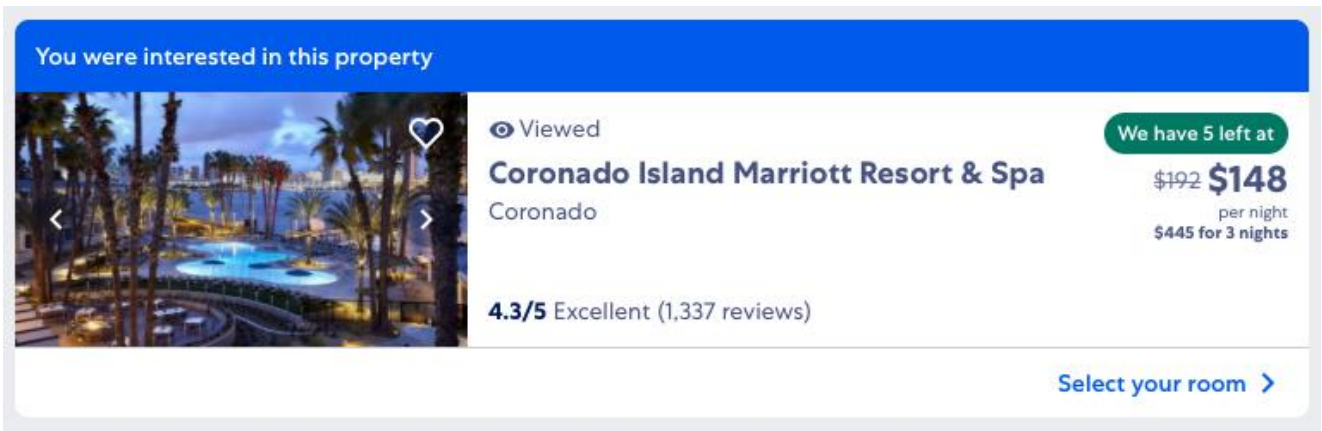 You were interested in this property
Viewed
We have 5 left at
Coronado Island Marriott Resort & Spa
$192 $148
Coronado
per night
$445 for 3 nights
4.3/5 Excellent (1,337 reviews)
Select your room